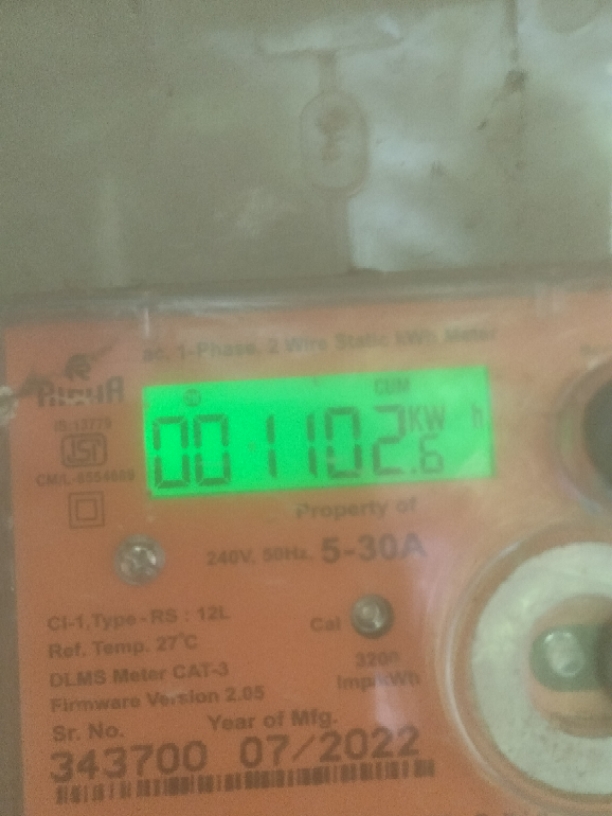 ac, 1-Phase, 2 Wire Static kWh Meter
CUM
001102.6 KW h
IS:13779
ISI
Property of
240V, 50Hz, 5-30A
Cl-1, Type - RS : 12L
Ref. Temp. 27°C
Cal
3200
Imp/kWh
DLMS Meter CAT-3
Firmware Version 2.05
Sr. No. Year of Mfg.
343700 07/2022